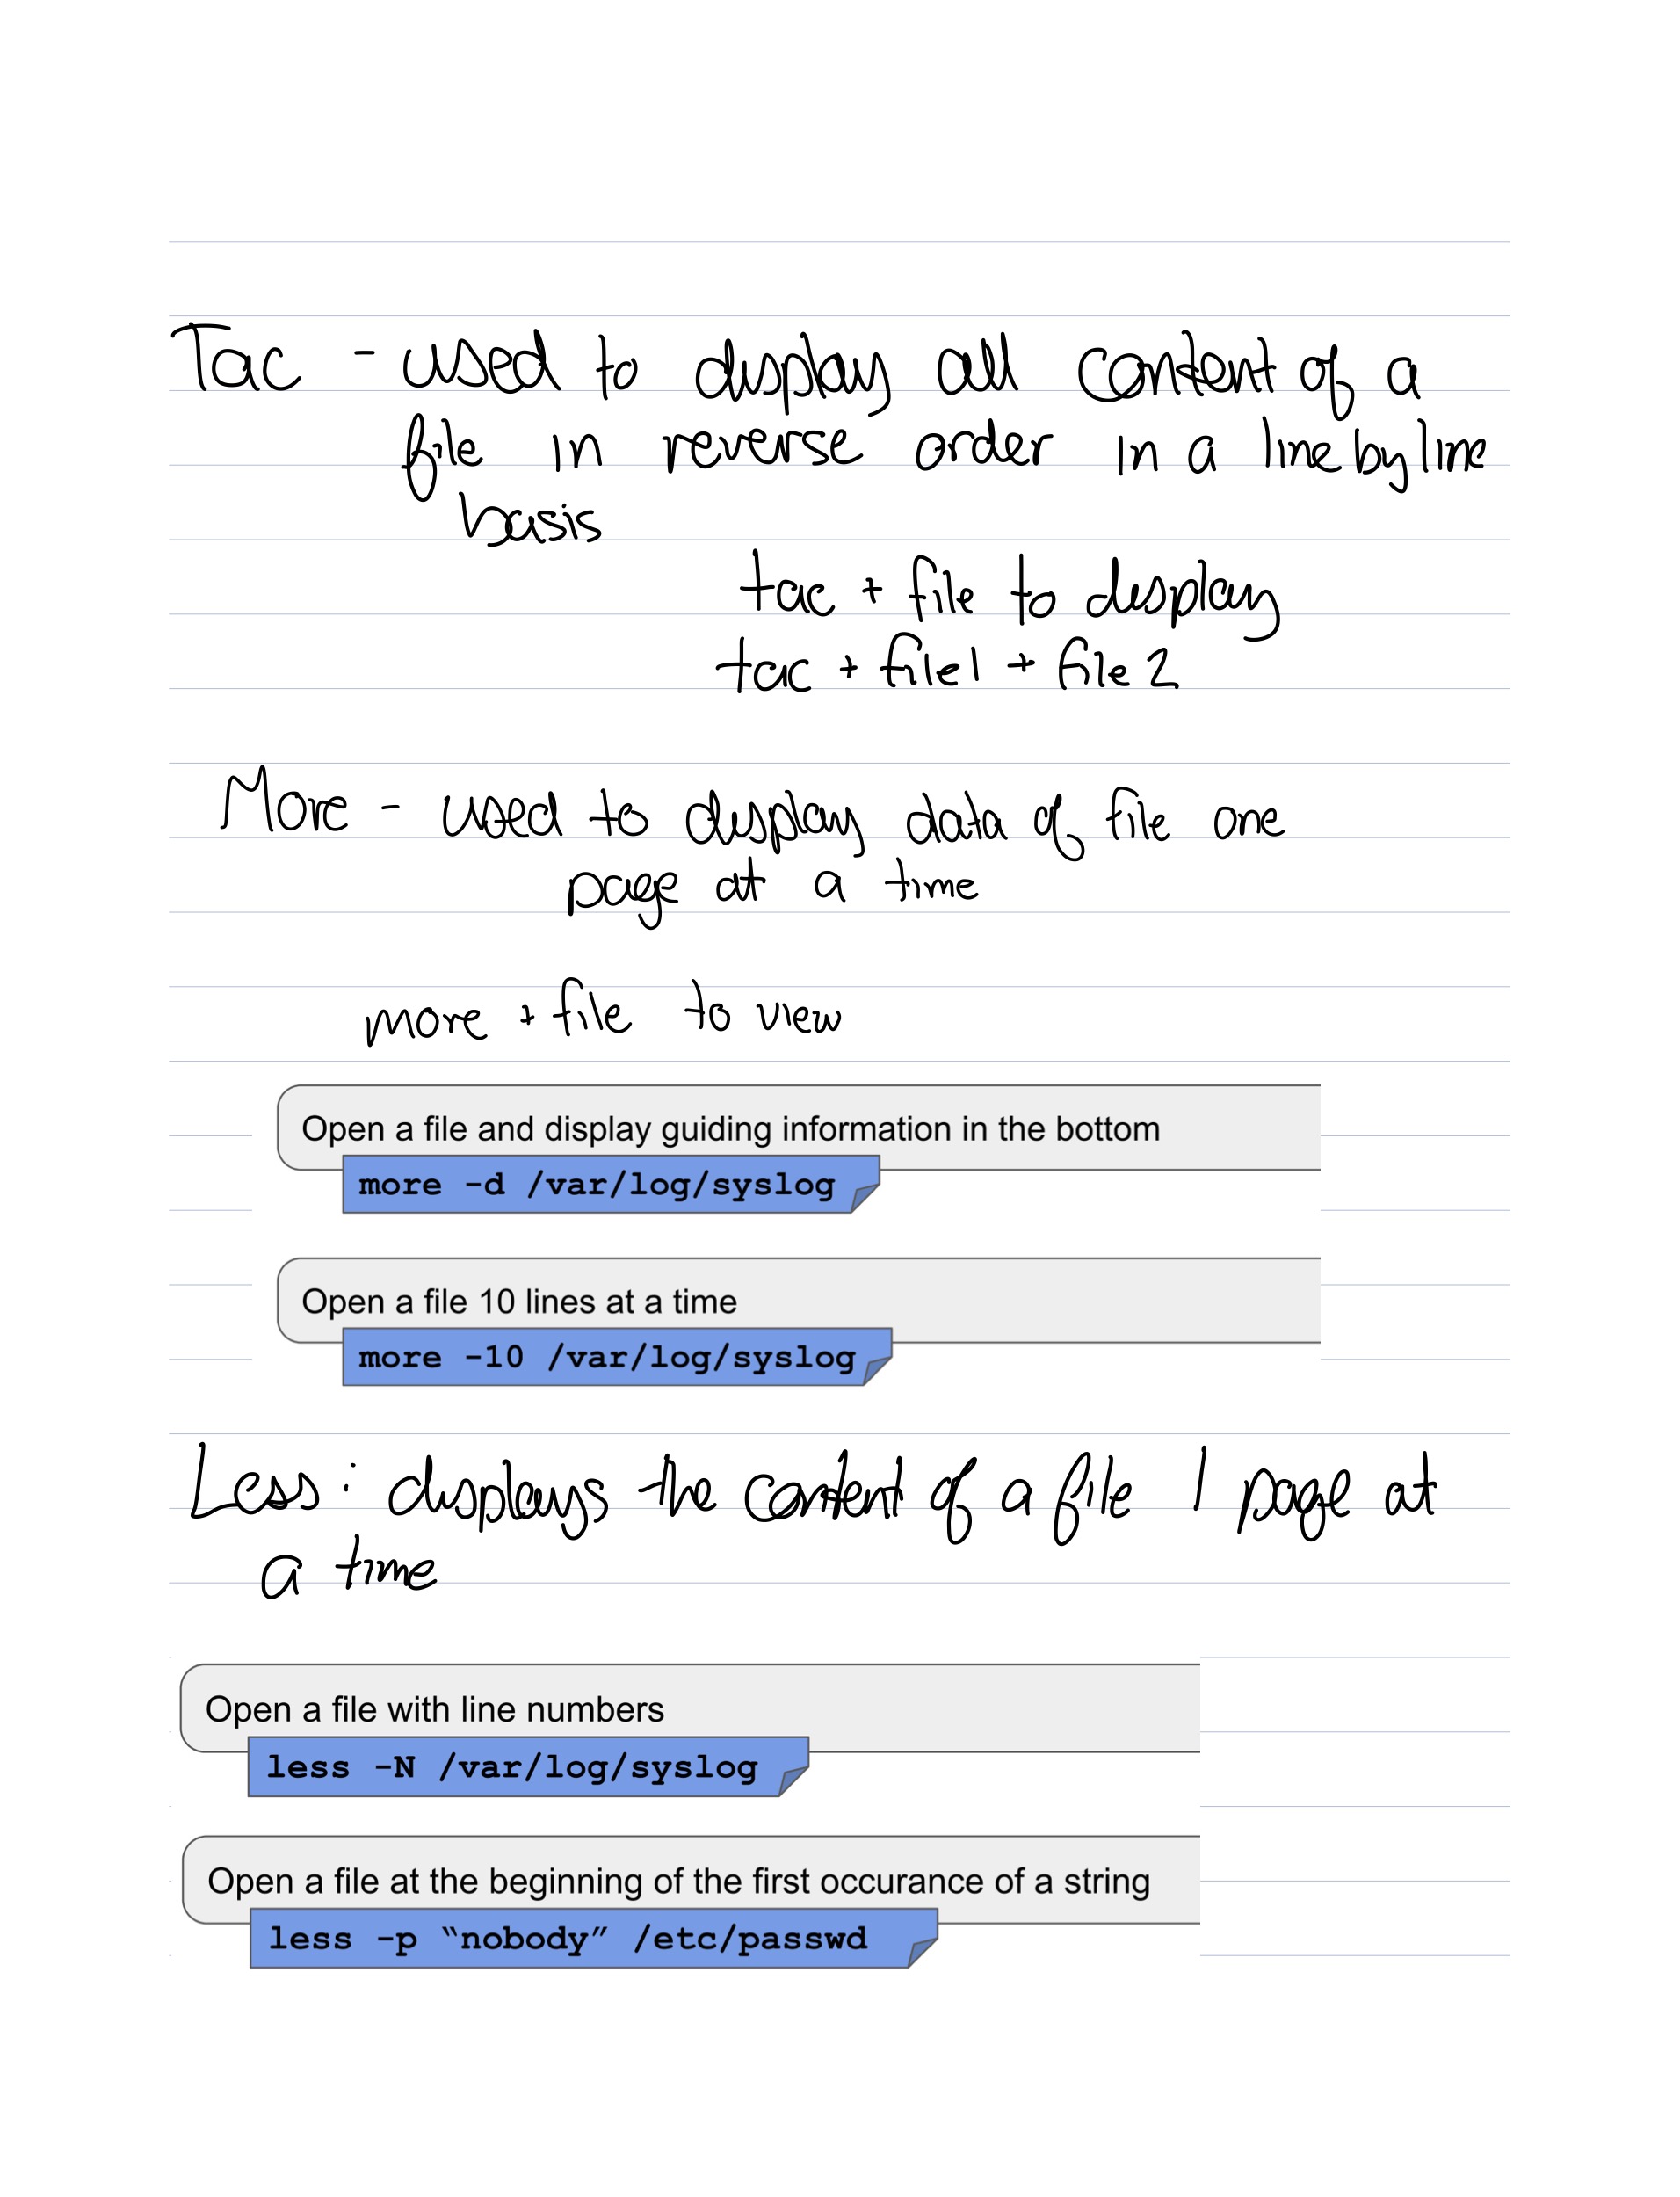 Tac - used to display all content of a
file in reverse order in a line by line
basis
tac + file to display
tac + file1 + file 2
More - used to display data of file one
page at a time
more + file to view
Open a file and display guiding information in the bottom
more -d /var/log/syslog
Open a file 10 lines at a time
more -10 /var/log/syslog
Less : displays the content of a file 1 page at
a time
Open a file with line numbers
less -N /var/log/syslog
Open a file at the beginning of the first occurance of a string
less -p “nobody” /etc/passwd